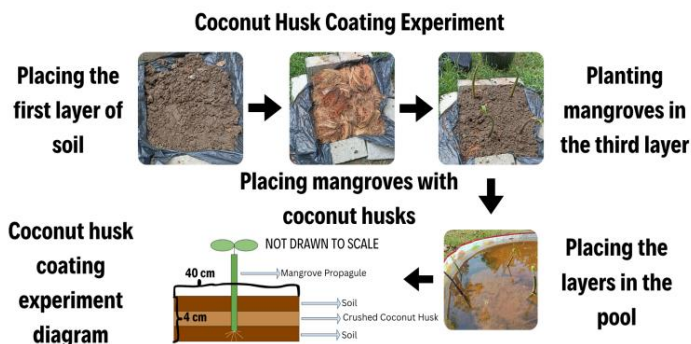 Coconut Husk Coating Experiment
Placing the
first layer of
soil
Planting
mangroves in
the third layer
Placing mangroves with
coconut husks
Coconut husk
coating
experiment
diagram
NOT DRAWN TO SCALE
40 cm
Mangrove Propagule
4 cm
Soil
Crushed Coconut Husk
Soil
Placing the
layers in the
pool